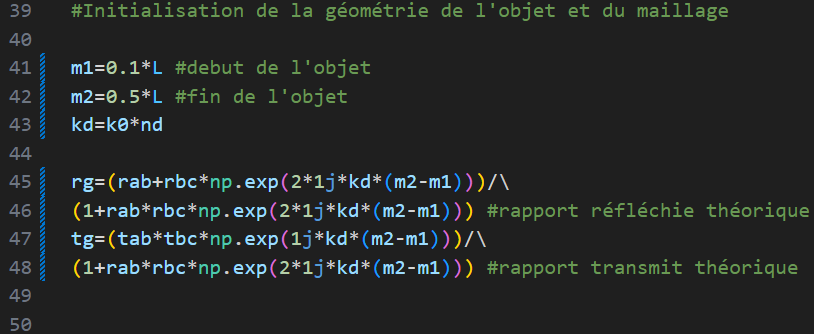 39 #Initialisation de la géométrie de l'objet et du maillage
40
41 m1=0.1*L #debut de l'objet
42 m2=0.5*L #fin de l'objet
43 kd=k0*nd
44
45 rg=(rab+rbc*np.exp(2*1j*kd*(m2-m1)))/\
46 (1+rab*rbc*np.exp(2*1j*kd*(m2-m1))) #rapport réfléchie théorique
47 tg=(tab*tbc*np.exp(1j*kd*(m2-m1)))/\
48 (1+rab*rbc*np.exp(2*1j*kd*(m2-m1))) #rapport transmit théorique
49
50